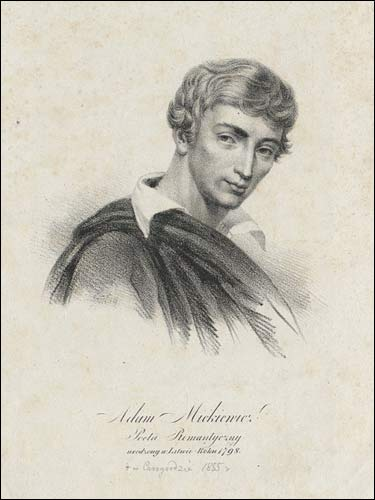 Adam Mickiewicz
Poeta Romantyczny
urodzony w Litwie Roku 1798.
† w Carogrodzie 1855